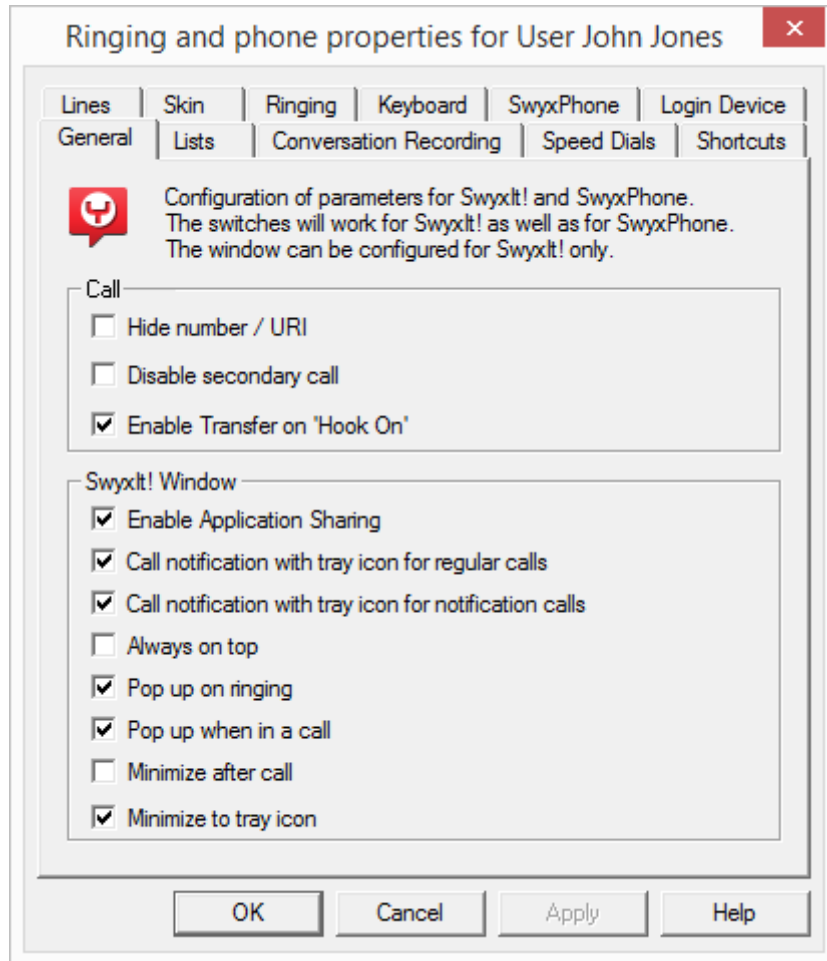 Ringing and phone properties for User John Jones
Lines Skin Ringing Keyboard SwyxPhone Login Device
General Lists Conversation Recording Speed Dials Shortcuts
Configuration of parameters for SwyxIt! and SwyxPhone.
The switches will work for SwyxIt! as well as for SwyxPhone.
The window can be configured for SwyxIt! only.
Call
Hide number / URI
Disable secondary call
Enable Transfer on 'Hook On'
SwyxIt! Window
Enable Application Sharing
Call notification with tray icon for regular calls
Call notification with tray icon for notification calls
Always on top
Pop up on ringing
Pop up when in a call
Minimize after call
Minimize to tray icon
OK Cancel Apply Help